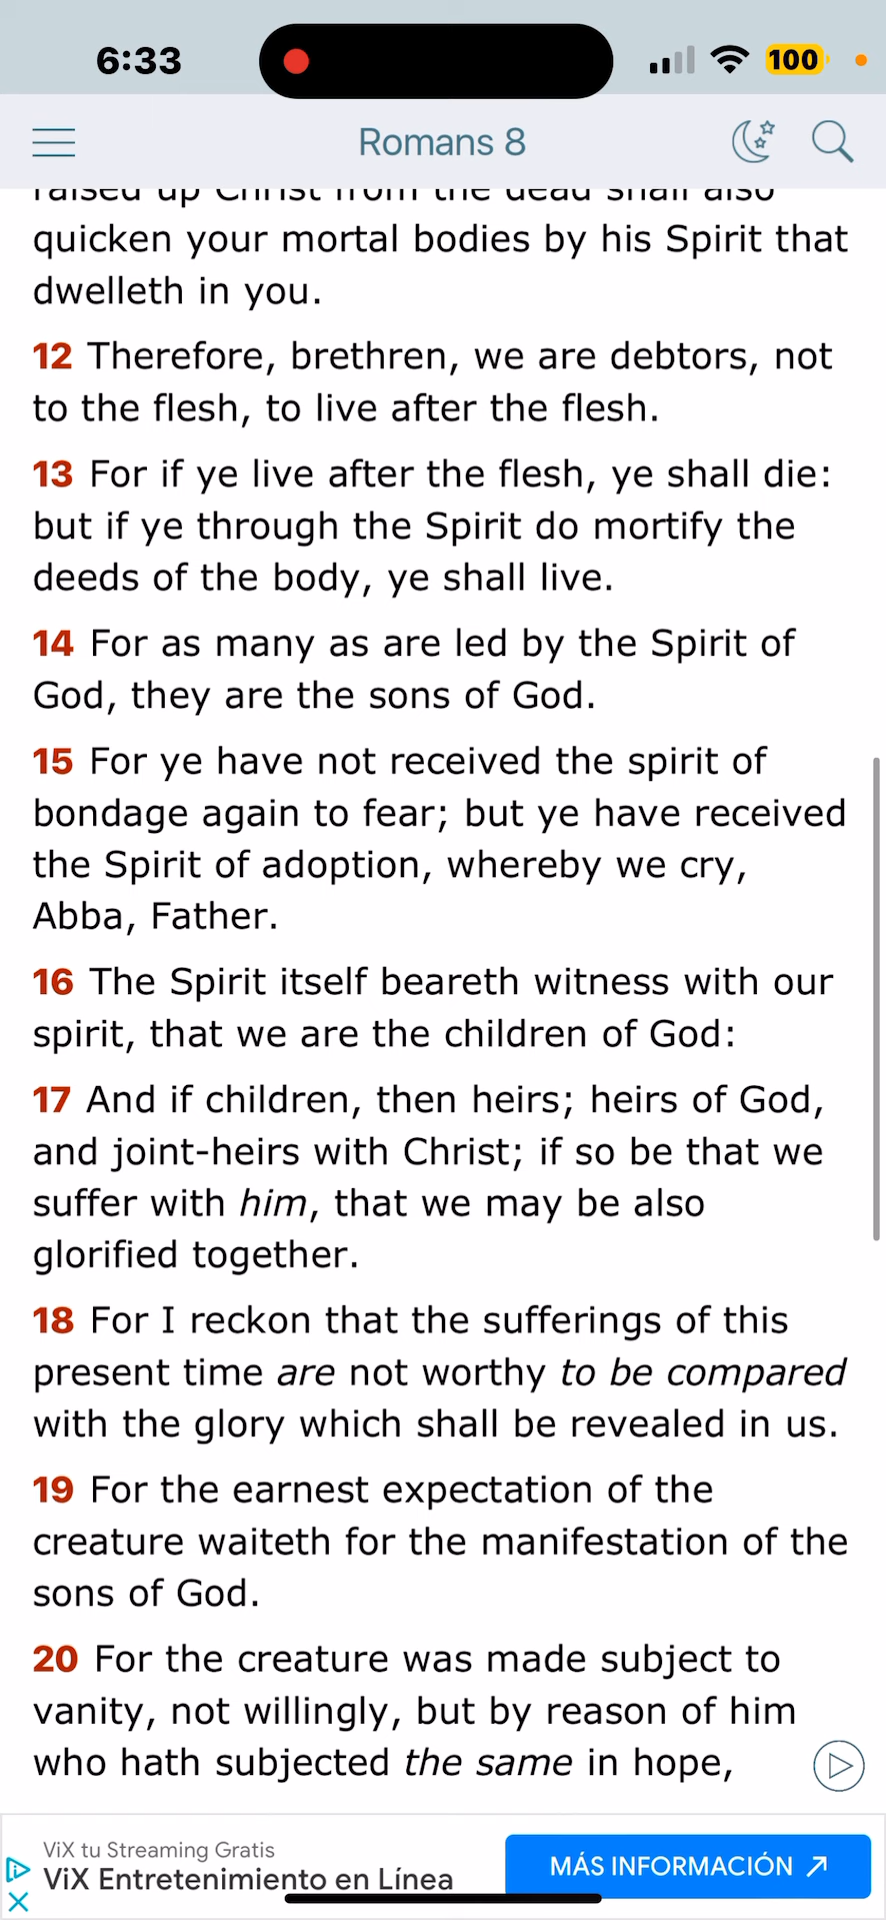 6:33
100
Romans 8
raised up Christ from the dead shall also
quicken your mortal bodies by his Spirit that
dwelleth in you.
12 Therefore, brethren, we are debtors, not
to the flesh, to live after the flesh.
13 For if ye live after the flesh, ye shall die:
but if ye through the Spirit do mortify the
deeds of the body, ye shall live.
14 For as many as are led by the Spirit of
God, they are the sons of God.
15 For ye have not received the spirit of
bondage again to fear; but ye have received
the Spirit of adoption, whereby we cry,
Abba, Father.
16 The Spirit itself beareth witness with our
spirit, that we are the children of God:
17 And if children, then heirs; heirs of God,
and joint-heirs with Christ; if so be that we
suffer with him, that we may be also
glorified together.
18 For I reckon that the sufferings of this
present time are not worthy to be compared
with the glory which shall be revealed in us.
19 For the earnest expectation of the
creature waiteth for the manifestation of the
sons of God.
20 For the creature was made subject to
vanity, not willingly, but by reason of him
who hath subjected the same in hope,
ViX tu Streaming Gratis
ViX Entretenimiento en Línea
MÁS INFORMACIÓN